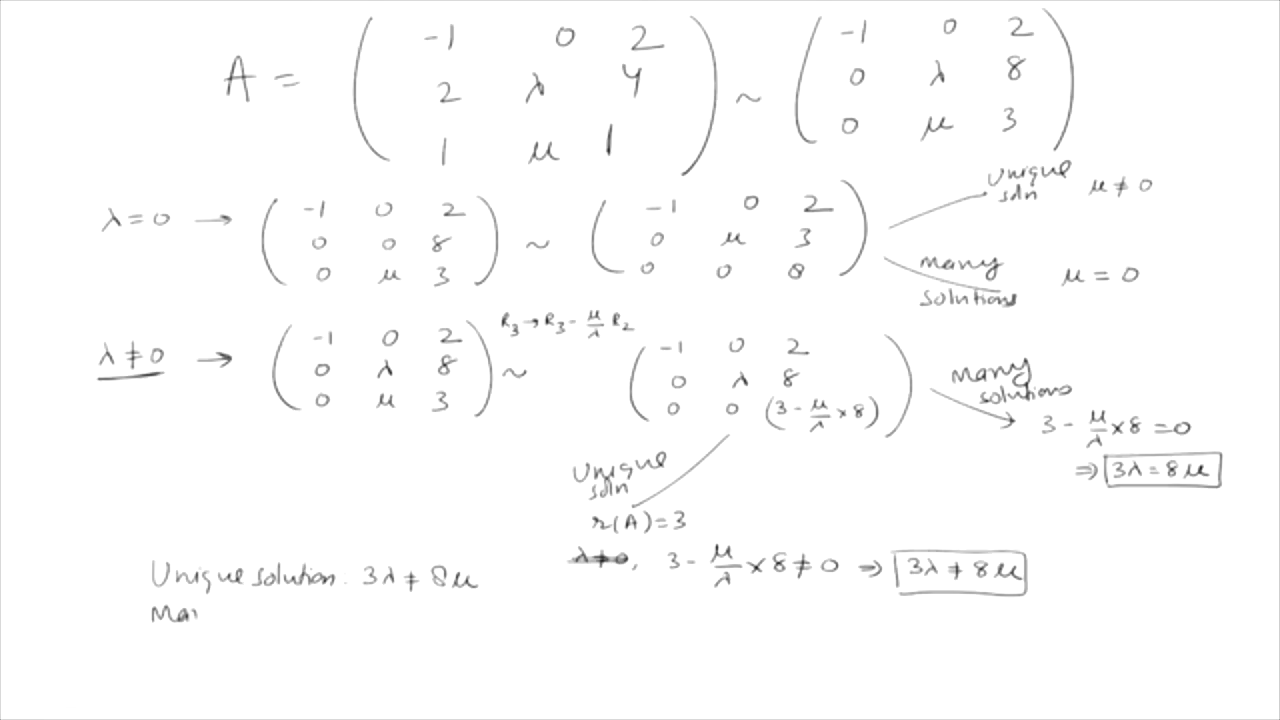 A = ( -1 0 2 ~ ( -1 0 2
2 λ 4 0 λ 8
1 μ 1 ) 0 μ 3 )
λ = 0 → ( -1 0 2 ~ ( -1 0 2 unique soln μ ≠ 0
0 0 8 0 μ 3
0 μ 3 ) 0 0 8 ) many solutions μ = 0
λ ≠ 0 → ( -1 0 2 R3 → R3 - μ/λ R2 ( -1 0 2
0 λ 8 ~ 0 λ 8 many solutions
0 μ 3 ) 0 0 (3 - μ/λ × 8) ) 3 - μ/λ × 8 = 0
⇒ 3λ = 8μ
Unique soln
r(A) = 3
λ ≠ 0, 3 - μ/λ × 8 ≠ 0 ⇒ 3λ ≠ 8μ
Unique solution. 3λ ≠ 8μ
Man